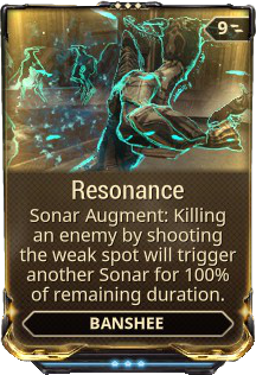 9
Resonance
Sonar Augment: Killing
an enemy by shooting
the weak spot will trigger
another Sonar for 100%
of remaining duration.
BANSHEE